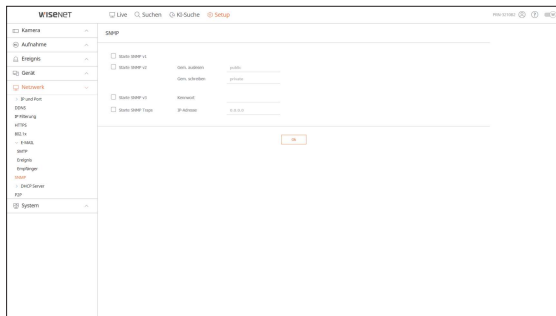 WISENET
Live Suchen KI-Suche Setup
Kamera
Aufnahme
Ereignis
Gerät
Netzwerk
IP und Port
DDNS
IP-Filterung
HTTPS
802.1x
E-MAIL
SMTP
Ereignis
Empfänger
SNMP
DHCP Server
P2P
System
SNMP
Starte SNMP v1
Starte SNMP v2 Gem. auslesen public
Gem. schreiben private
Starte SNMP v3 Kennwort
Starte SNMP Traps IP-Adresse 0.0.0.0
Ok